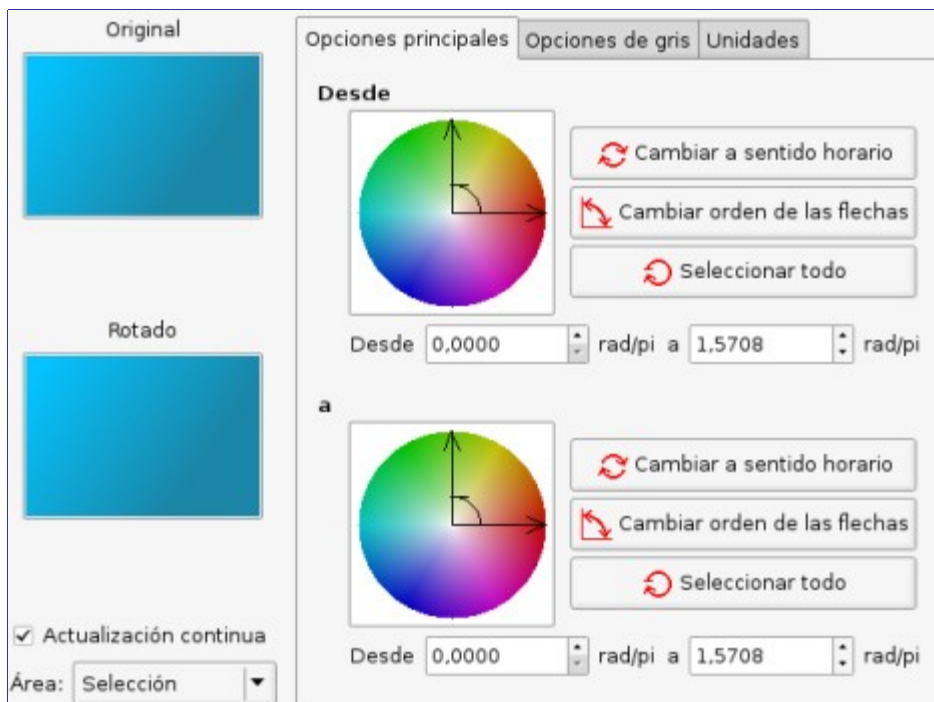 Original
Rotado
Actualización continua
Área: Selección
Opciones principales Opciones de gris Unidades
Desde
Cambiar a sentido horario
Cambiar orden de las flechas
Seleccionar todo
Desde 0,0000 rad/pi a 1,5708 rad/pi
a
Cambiar a sentido horario
Cambiar orden de las flechas
Seleccionar todo
Desde 0,0000 rad/pi a 1,5708 rad/pi